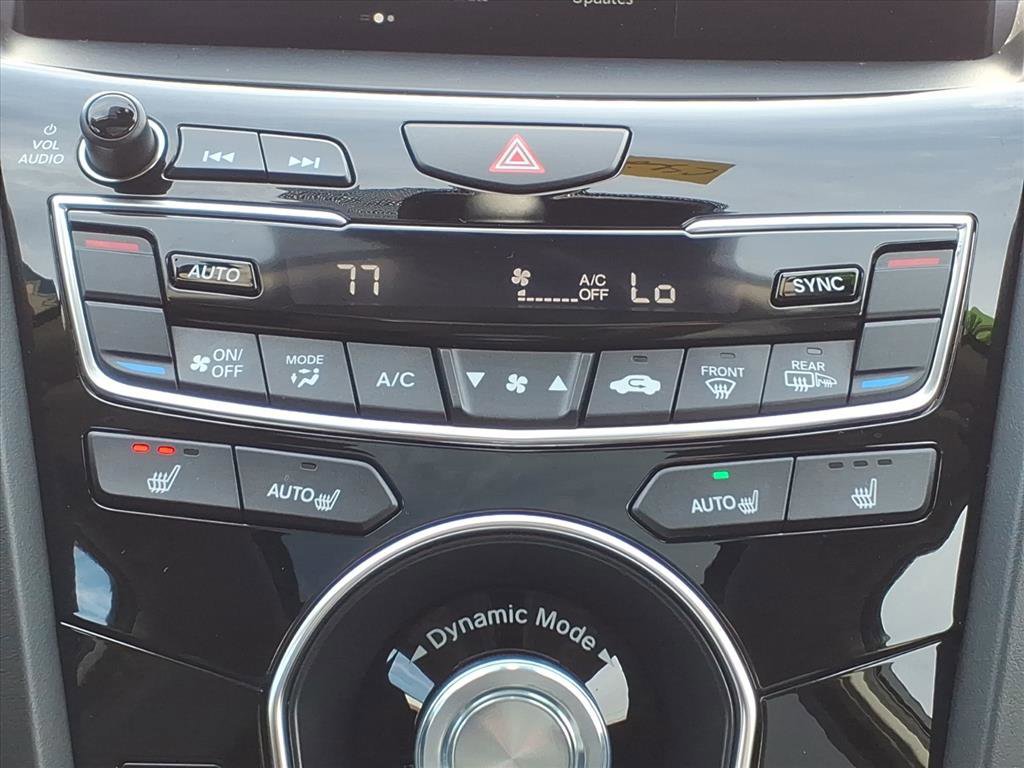 Updates
VOL
AUDIO
AUTO
77
A/C
OFF
Lo
SYNC
ON/
OFF
MODE
A/C
FRONT
REAR
AUTO
AUTO
Dynamic Mode